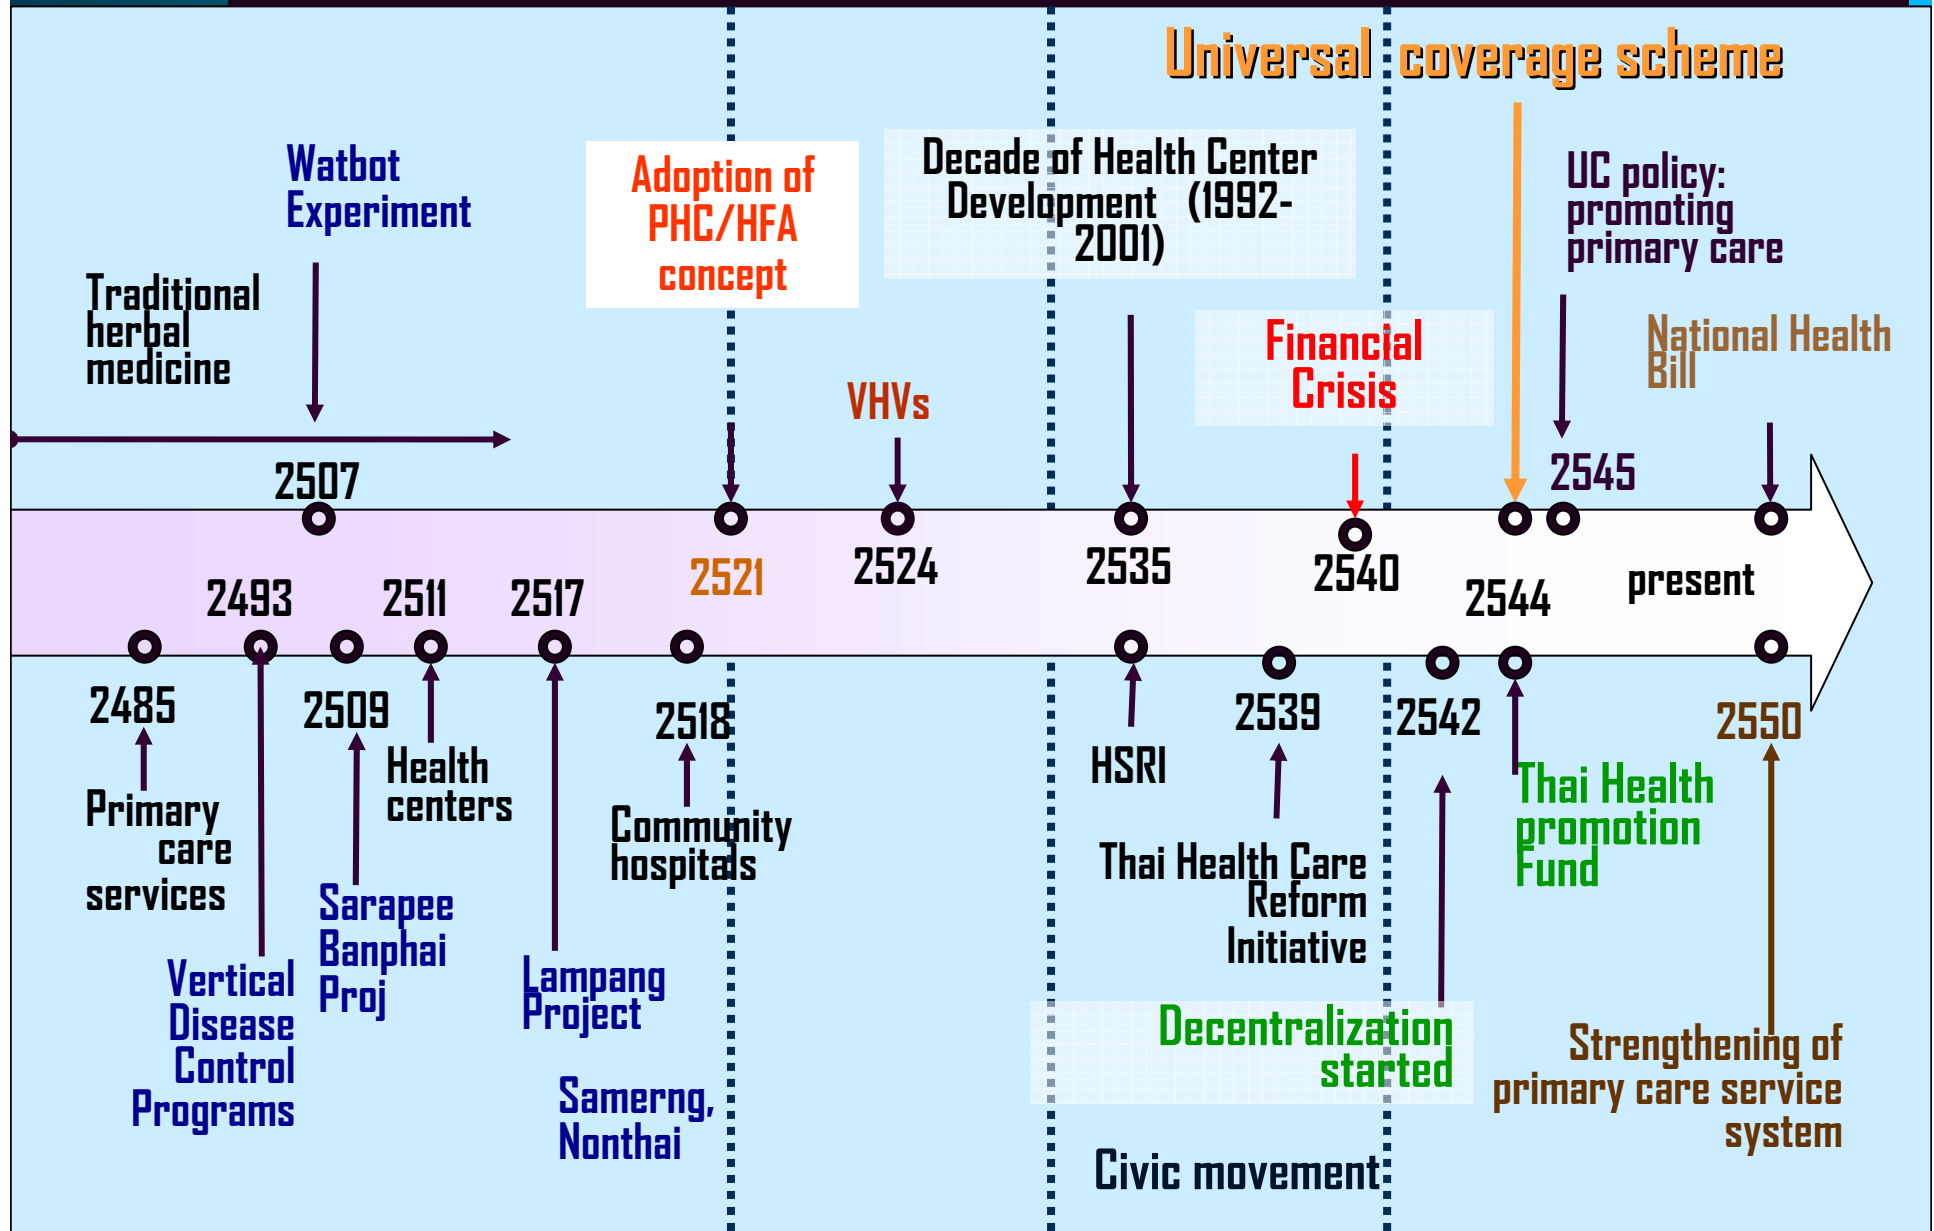 Universal coverage scheme
Watbot
Experiment
Adoption of
PHC/HFA
concept
Decade of Health Center
Development (1992-
2001)
UC policy:
promoting
primary care
Traditional
herbal
medicine
Financial
Crisis
National Health
Bill
VHVs
2507
2545
2521
2524
2535
2540
2544
present
2493
2511
2517
2485
2509
2518
2539
2542
2550
Primary
care
services
Health
centers
Community
hospitals
HSRI
Thai Health Care
Reform
Initiative
Thai Health
promotion
Fund
Vertical
Disease
Control
Programs
Sarapee
Banphai
Proj
Lampang
Project
Samerng,
Nonthai
Decentralization
started
Civic movement
Strengthening of
primary care service
system